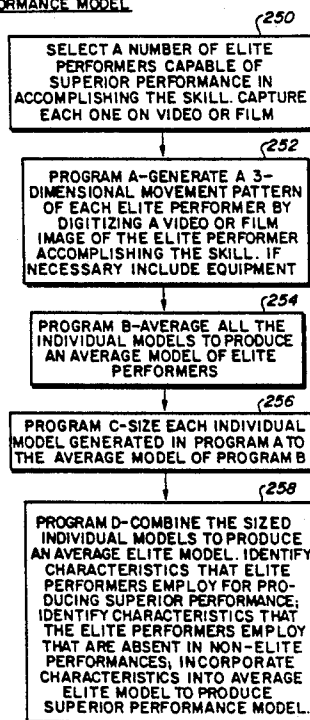 ORMANCE MODEL
250
SELECT A NUMBER OF ELITE
PERFORMERS CAPABLE OF
SUPERIOR PERFORMANCE IN
ACCOMPLISHING THE SKILL. CAPTURE
EACH ONE ON VIDEO OR FILM
252
PROGRAM A-GENERATE A 3-
DIMENSIONAL MOVEMENT PATTERN
OF EACH ELITE PERFORMER BY
DIGITIZING A VIDEO OR FILM
IMAGE OF THE ELITE PERFORMER
ACCOMPLISHING THE SKILL. IF
NECESSARY INCLUDE EQUIPMENT
254
PROGRAM B-AVERAGE ALL THE
INDIVIDUAL MODELS TO PRODUCE
AN AVERAGE MODEL OF ELITE
PERFORMERS
256
PROGRAM C-SIZE EACH INDIVIDUAL
MODEL GENERATED IN PROGRAM A TO
THE AVERAGE MODEL OF PROGRAM B
258
PROGRAM D-COMBINE THE SIZED
INDIVIDUAL MODELS TO PRODUCE
AN AVERAGE ELITE MODEL. IDENTIFY
CHARACTERISTICS THAT ELITE
PERFORMERS EMPLOY FOR PRO-
DUCING SUPERIOR PERFORMANCE;
IDENTIFY CHARACTERISTICS THAT
THE ELITE PERFORMERS EMPLOY
THAT ARE ABSENT IN NON-ELITE
PERFORMANCES; INCORPORATE
CHARACTERISTICS INTO AVERAGE
ELITE MODEL TO PRODUCE
SUPERIOR PERFORMANCE MODEL.